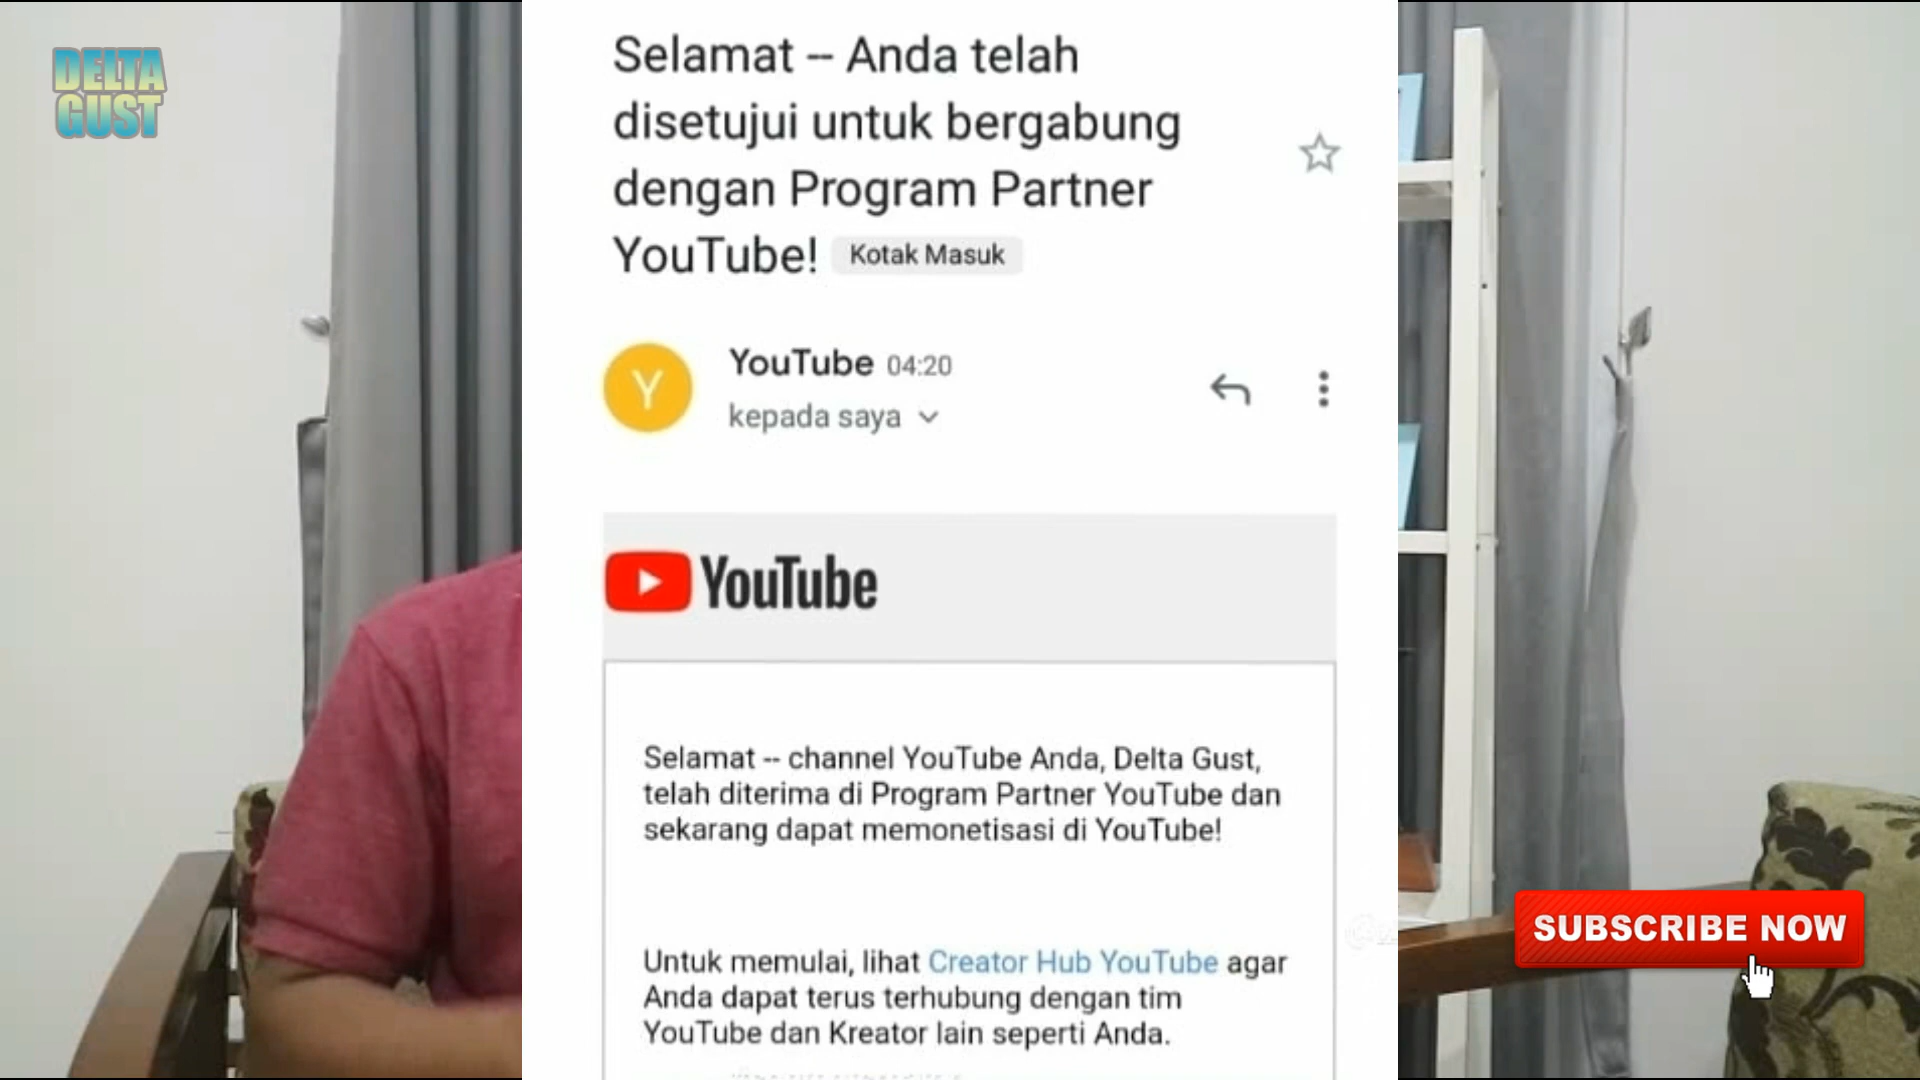 DELTA
GUST
Selamat -- Anda telah
disetujui untuk bergabung
dengan Program Partner
YouTube! Kotak Masuk
Y
YouTube 04:20
kepada saya
YouTube
Selamat -- channel YouTube Anda, Delta Gust,
telah diterima di Program Partner YouTube dan
sekarang dapat memonetisasi di YouTube!
Untuk memulai, lihat Creator Hub YouTube agar
Anda dapat terus terhubung dengan tim
YouTube dan Kreator lain seperti Anda.
SUBSCRIBE NOW